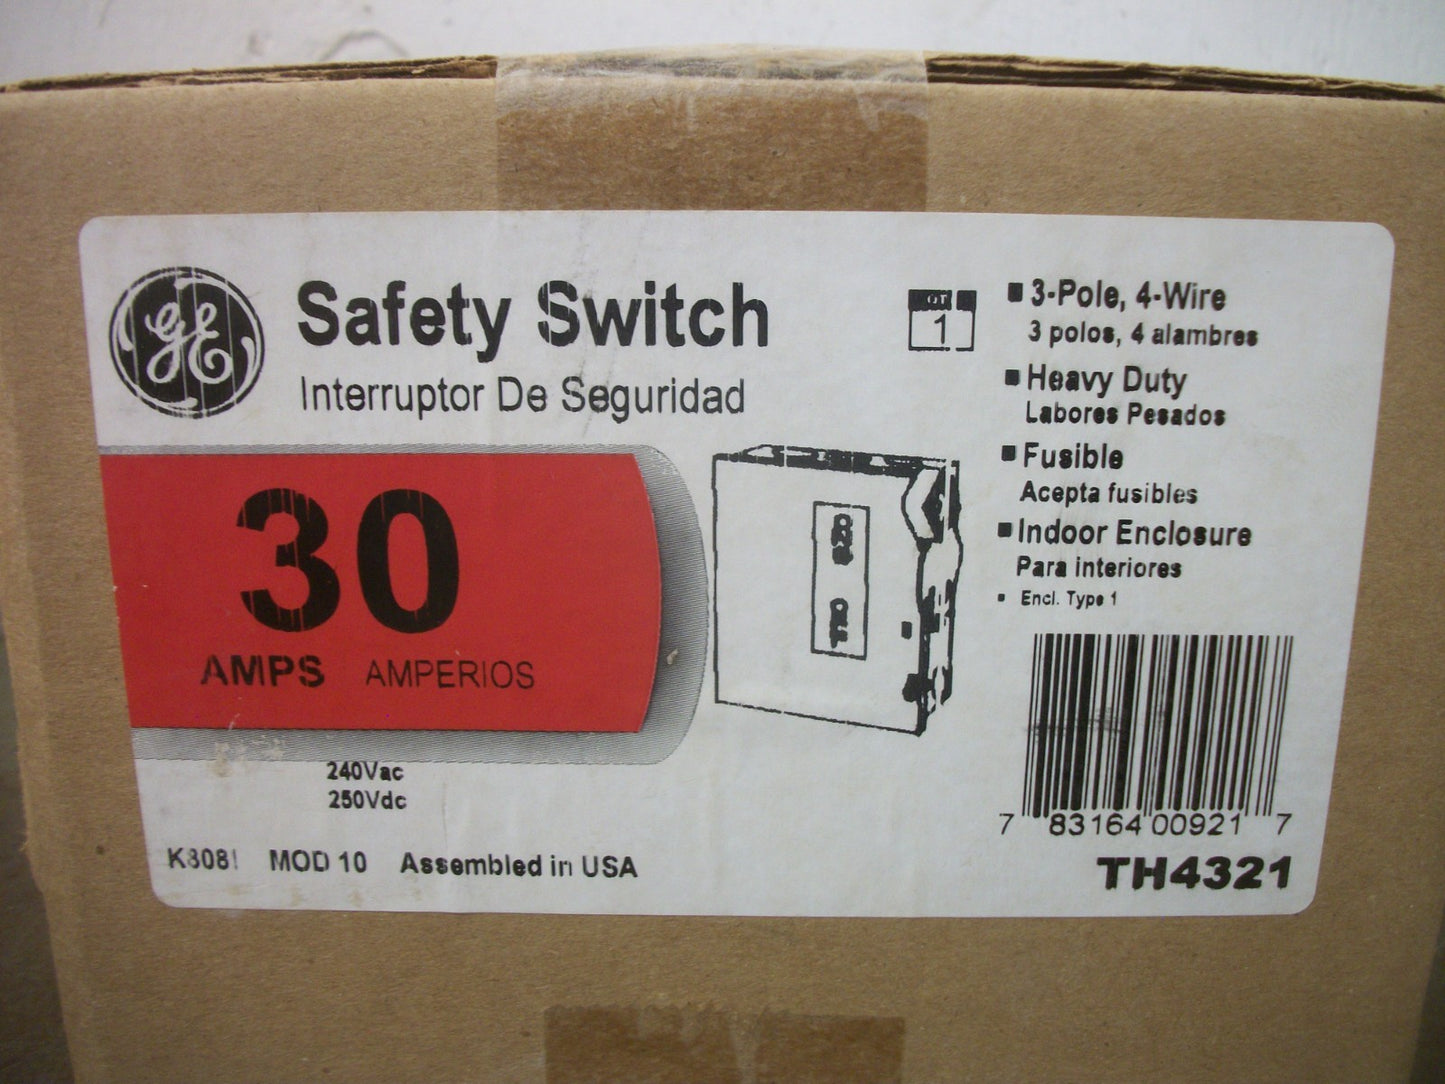 GE
Safety Switch
Interruptor De Seguridad
30
AMPS AMPERIOS
240Vac
250Vdc
MOD 10 Assembled in USA
1
3-Pole, 4-Wire
3 polos, 4 alambres
Heavy Duty
Labores Pesados
Fusible
Acepta fusibles
Indoor Enclosure
Para interiores
Encl. Type 1
7 83164 00921 7
TH4321